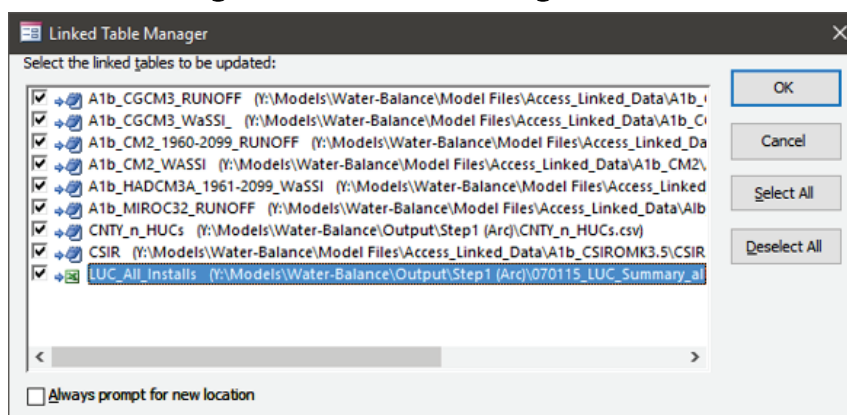 Linked Table Manager
Select the linked tables to be updated:
A1b_CGCM3_RUNOFF (Y:\Models\Water-Balance\Model Files\Access_Linked_Data\A1b_
A1b_CGCM3_WaSSI_ (Y:\Models\Water-Balance\Model Files\Access_Linked_Data\A1b_C
A1b_CM2_1960-2099_RUNOFF (Y:\Models\Water-Balance\Model Files\Access_Linked_Da
A1b_CM2_WASSI (Y:\Models\Water-Balance\Model Files\Access_Linked_Data\A1b_CM2\
A1b_HADCM3A_1961-2099_WaSSI (Y:\Models\Water-Balance\Model Files\Access_Linked
A1b_MIROC32_RUNOFF (Y:\Models\Water-Balance\Model Files\Access_Linked_Data\Alb
CNTY_n_HUCs (Y:\Models\Water-Balance\Output\Step1 (Arc)\CNTY_n_HUCs.csv)
CSIR (Y:\Models\Water-Balance\Model Files\Access_Linked_Data\A1b_CSIROMK3.5\CSIR
LUC_All_Installs (Y:\Models\Water-Balance\Output\Step1 (Arc)\070115_LUC_Summary_al
OK
Cancel
Select All
Deselect All
Always prompt for new location